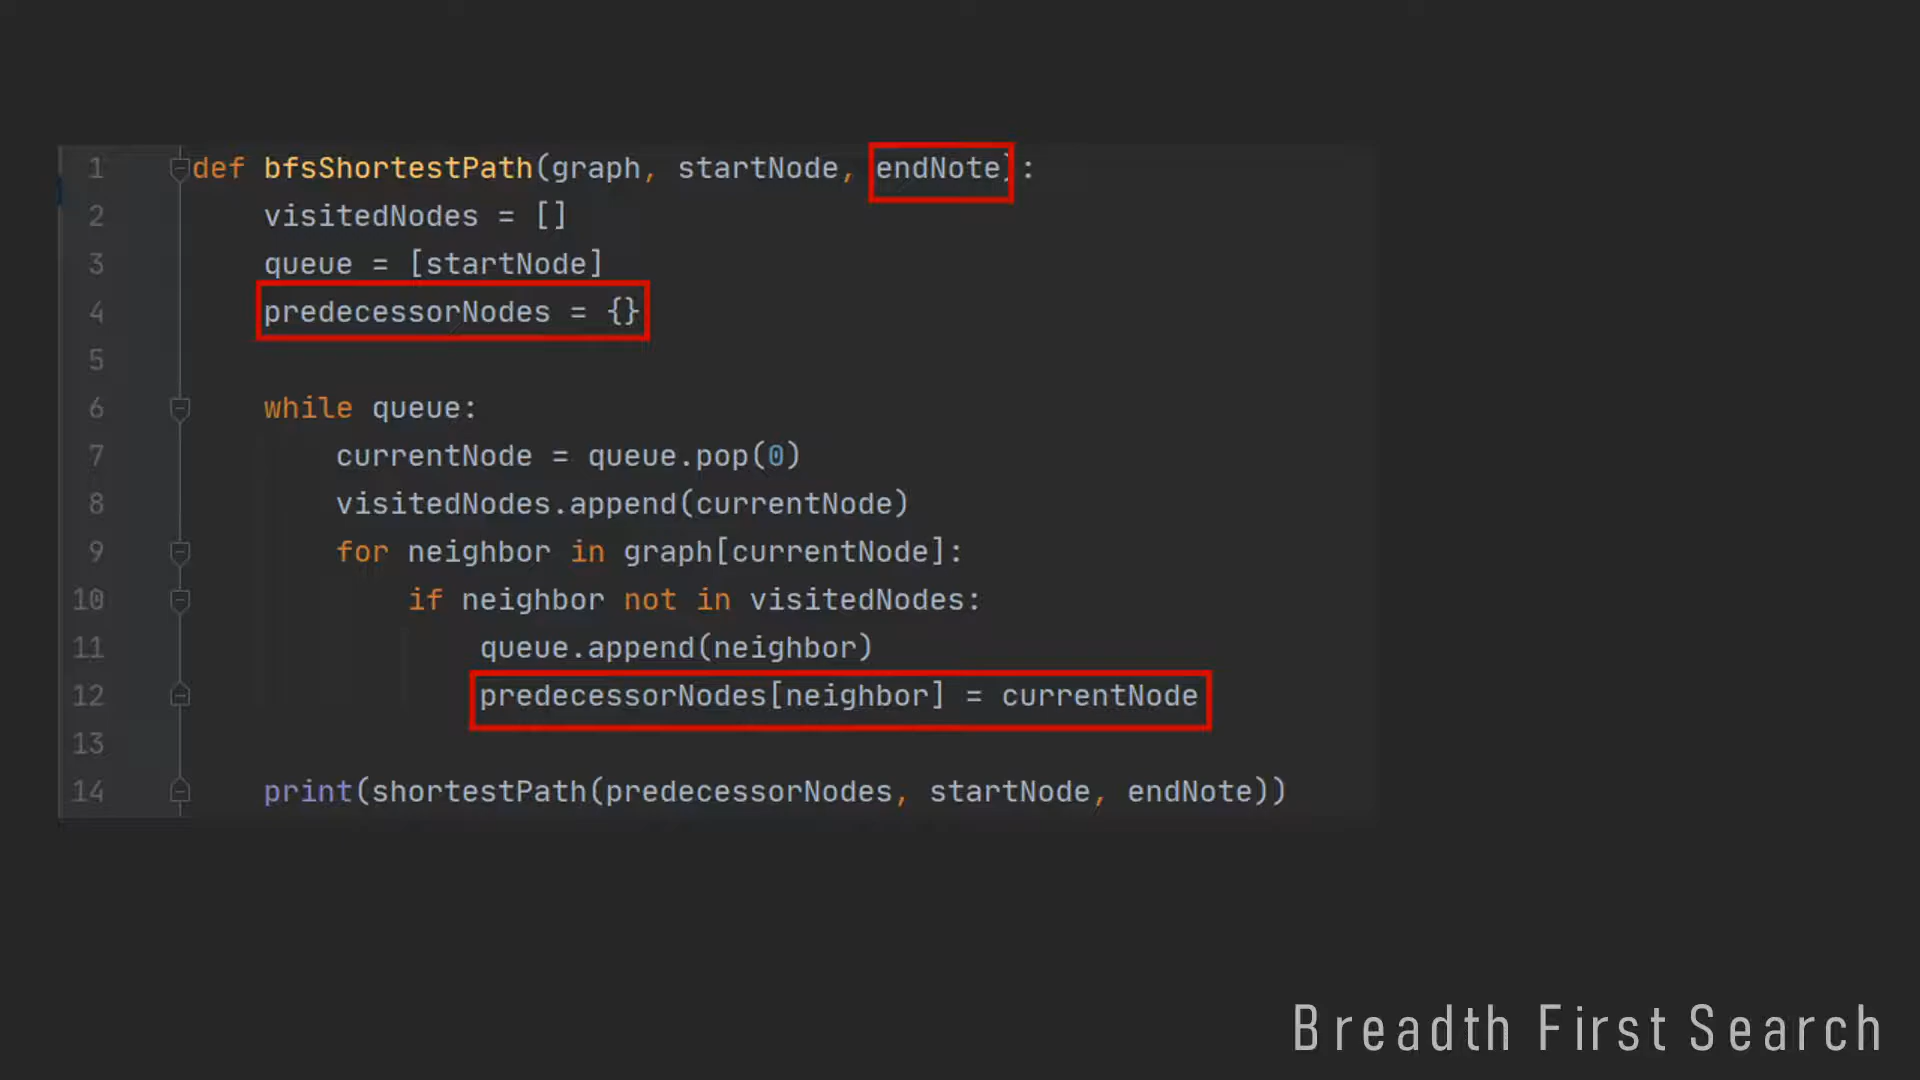 1 def bfsShortestPath(graph, startNode, endNote):
2 visitedNodes = []
3 queue = [startNode]
4 predecessorNodes = {}
5
6 while queue:
7 currentNode = queue.pop(0)
8 visitedNodes.append(currentNode)
9 for neighbor in graph[currentNode]:
10 if neighbor not in visitedNodes:
11 queue.append(neighbor)
12 predecessorNodes[neighbor] = currentNode
13
14 print(shortestPath(predecessorNodes, startNode, endNote))
Breadth First Search